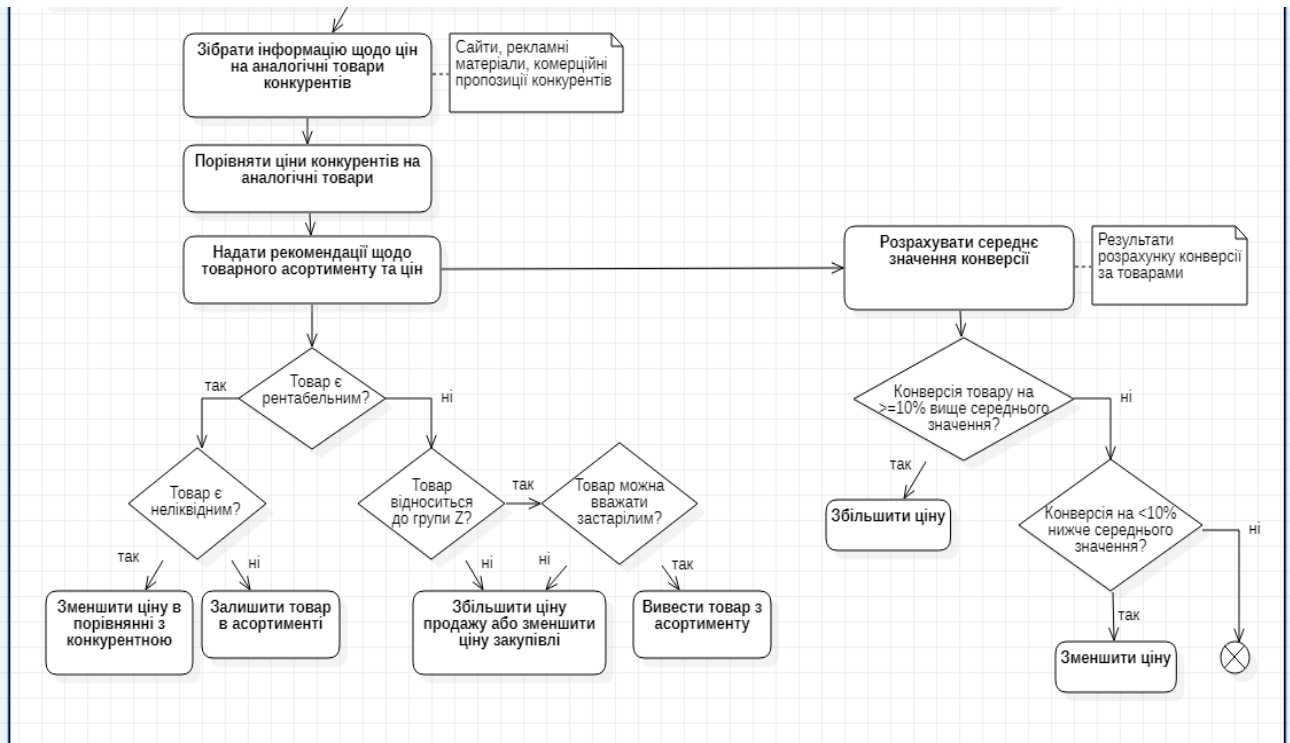 Зібрати інформацію щодо цін
на аналогічні товари
конкурентів
Сайти, рекламні
матеріали, комерційні
пропозиції конкурентів
Порівняти ціни конкурентів на
аналогічні товари
Надати рекомендації щодо
товарного асортименту та цін
Розрахувати середнє
значення конверсії
Результати
розрахунку конверсії
за товарами
Товар є
рентабельним?
так
ні
Конверсія товару на
>=10% вище середнього
значення?
ні
так
Товар є
неліквідним?
Товар
відноситься
до групи Z?
так
Товар можна
вважати
застарілим?
Збільшити ціну
Конверсія на <10%
нижче середнього
значення?
ні
так
ні
ні
ні
так
Зменшити ціну в
порівнянні з
конкурентною
Залишити товар
в асортименті
Збільшити ціну
продажу або зменшити
ціну закупівлі
Вивести товар з
асортименту
так
Зменшити ціну